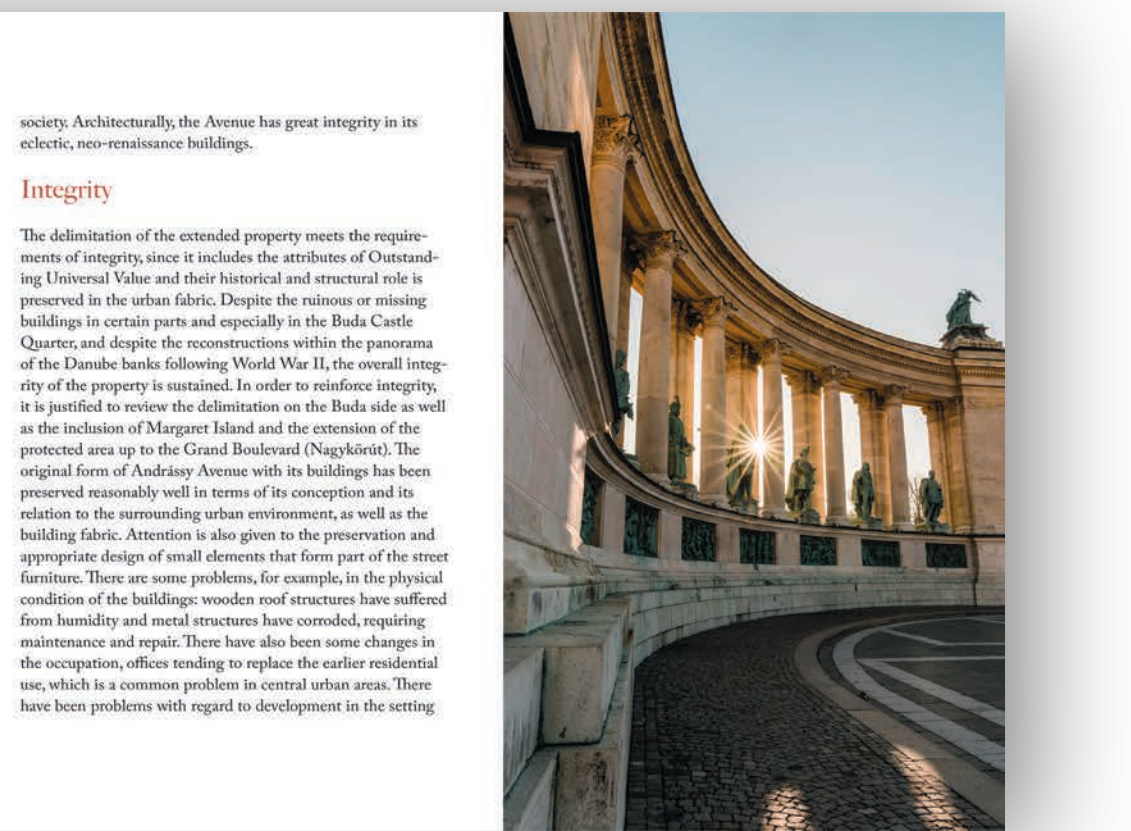 society. Architecturally, the Avenue has great integrity in its
eclectic, neo-renaissance buildings.
Integrity
The delimitation of the extended property meets the require-
ments of integrity, since it includes the attributes of Outstand-
ing Universal Value and their historical and structural role is
preserved in the urban fabric. Despite the ruinous or missing
buildings in certain parts and especially in the Buda Castle
Quarter, and despite the reconstructions within the panorama
of the Danube banks following World War II, the overall integ-
rity of the property is sustained. In order to reinforce integrity,
it is justified to review the delimitation on the Buda side as well
as the inclusion of Margaret Island and the extension of the
protected area up to the Grand Boulevard (Nagykörút). The
original form of Andrássy Avenue with its buildings has been
preserved reasonably well in terms of its conception and its
relation to the surrounding urban environment, as well as the
building fabric. Attention is also given to the preservation and
appropriate design of small elements that form part of the street
furniture. There are some problems, for example, in the physical
condition of the buildings: wooden roof structures have suffered
from humidity and metal structures have corroded, requiring
maintenance and repair. There have also been some changes in
the occupation, offices tending to replace the earlier residential
use, which is a common problem in central urban areas. There
have been problems with regard to development in the setting